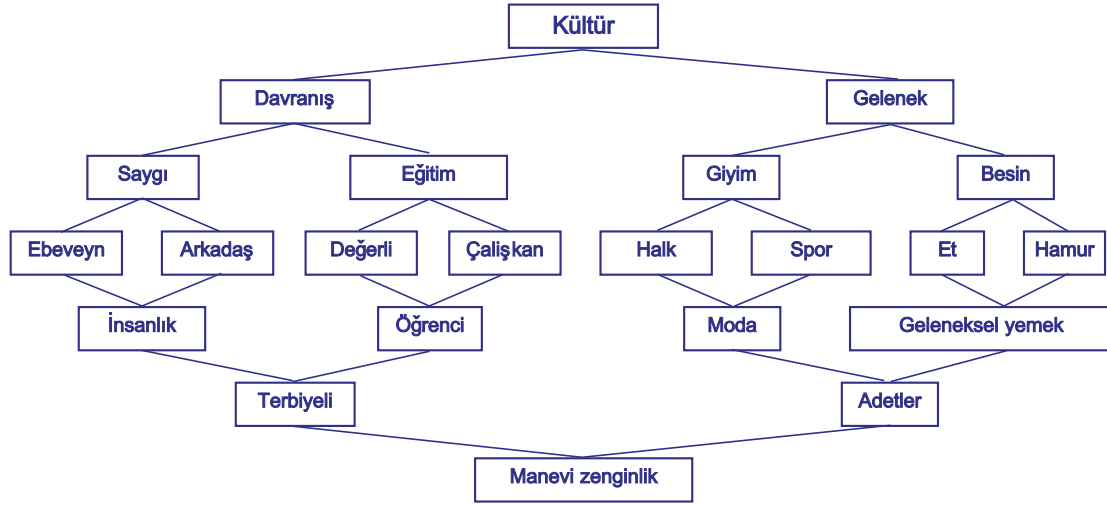 Kültür
Davranış
Gelenek
Saygı
Eğitim
Giyim
Besin
Ebeveyn
Arkadaş
Değerli
Çalişkan
Halk
Spor
Et
Hamur
İnsanlık
Öğrenci
Moda
Geleneksel yemek
Terbiyeli
Adetler
Manevi zenginlik